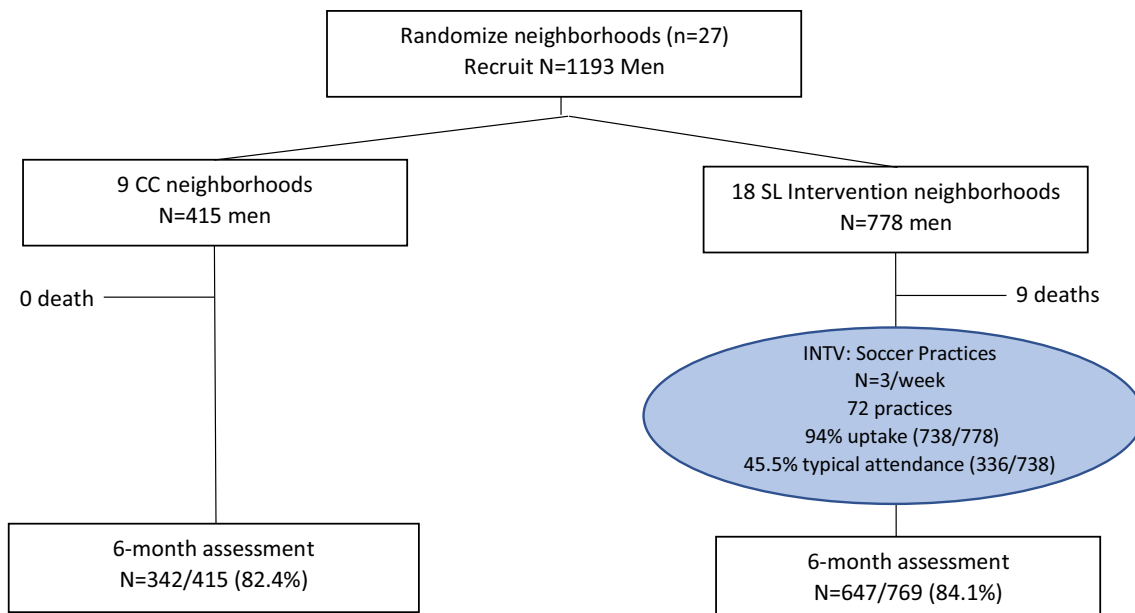 Randomize neighborhoods (n=27)
Recruit N=1193 Men
9 CC neighborhoods
N=415 men
18 SL Intervention neighborhoods
N=778 men
0 death
9 deaths
INTV: Soccer Practices
N=3/week
72 practices
94% uptake (738/778)
45.5% typical attendance (336/738)
6-month assessment
N=342/415 (82.4%)
6-month assessment
N=647/769 (84.1%)